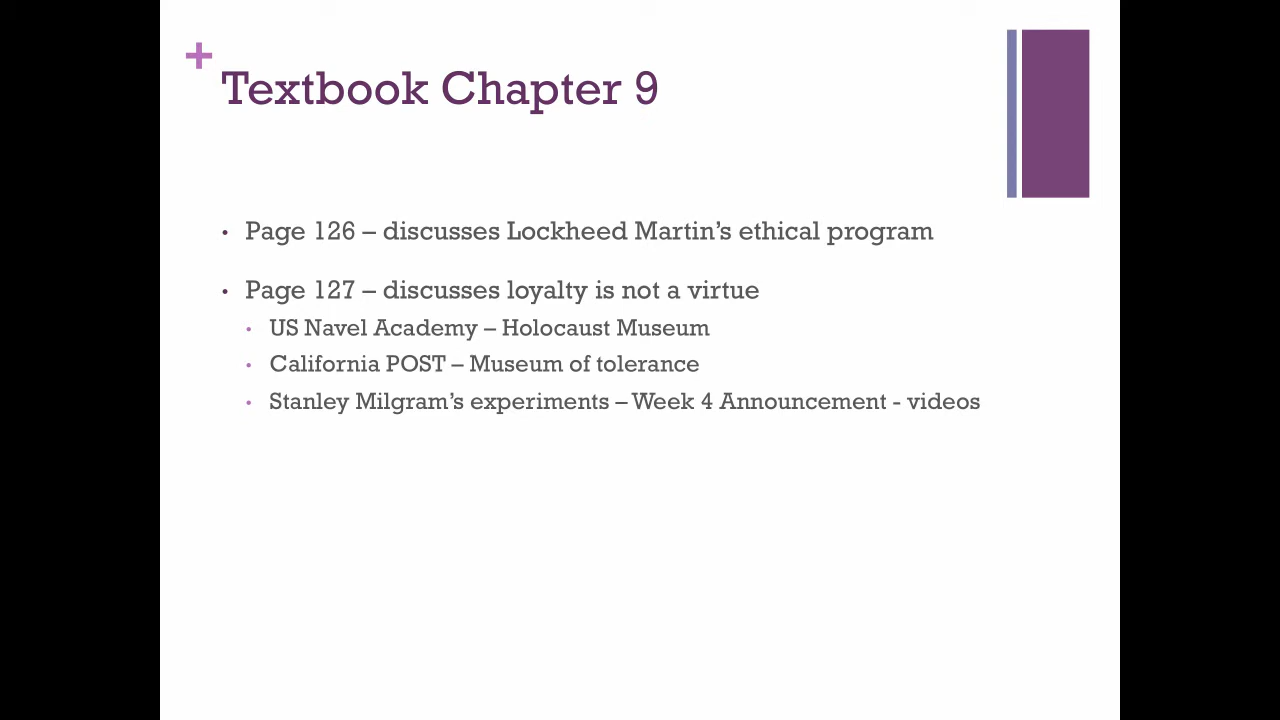 +
Textbook Chapter 9
• Page 126 – discusses Lockheed Martin’s ethical program
• Page 127 – discusses loyalty is not a virtue
• US Navel Academy – Holocaust Museum
• California POST – Museum of tolerance
• Stanley Milgram’s experiments – Week 4 Announcement - videos